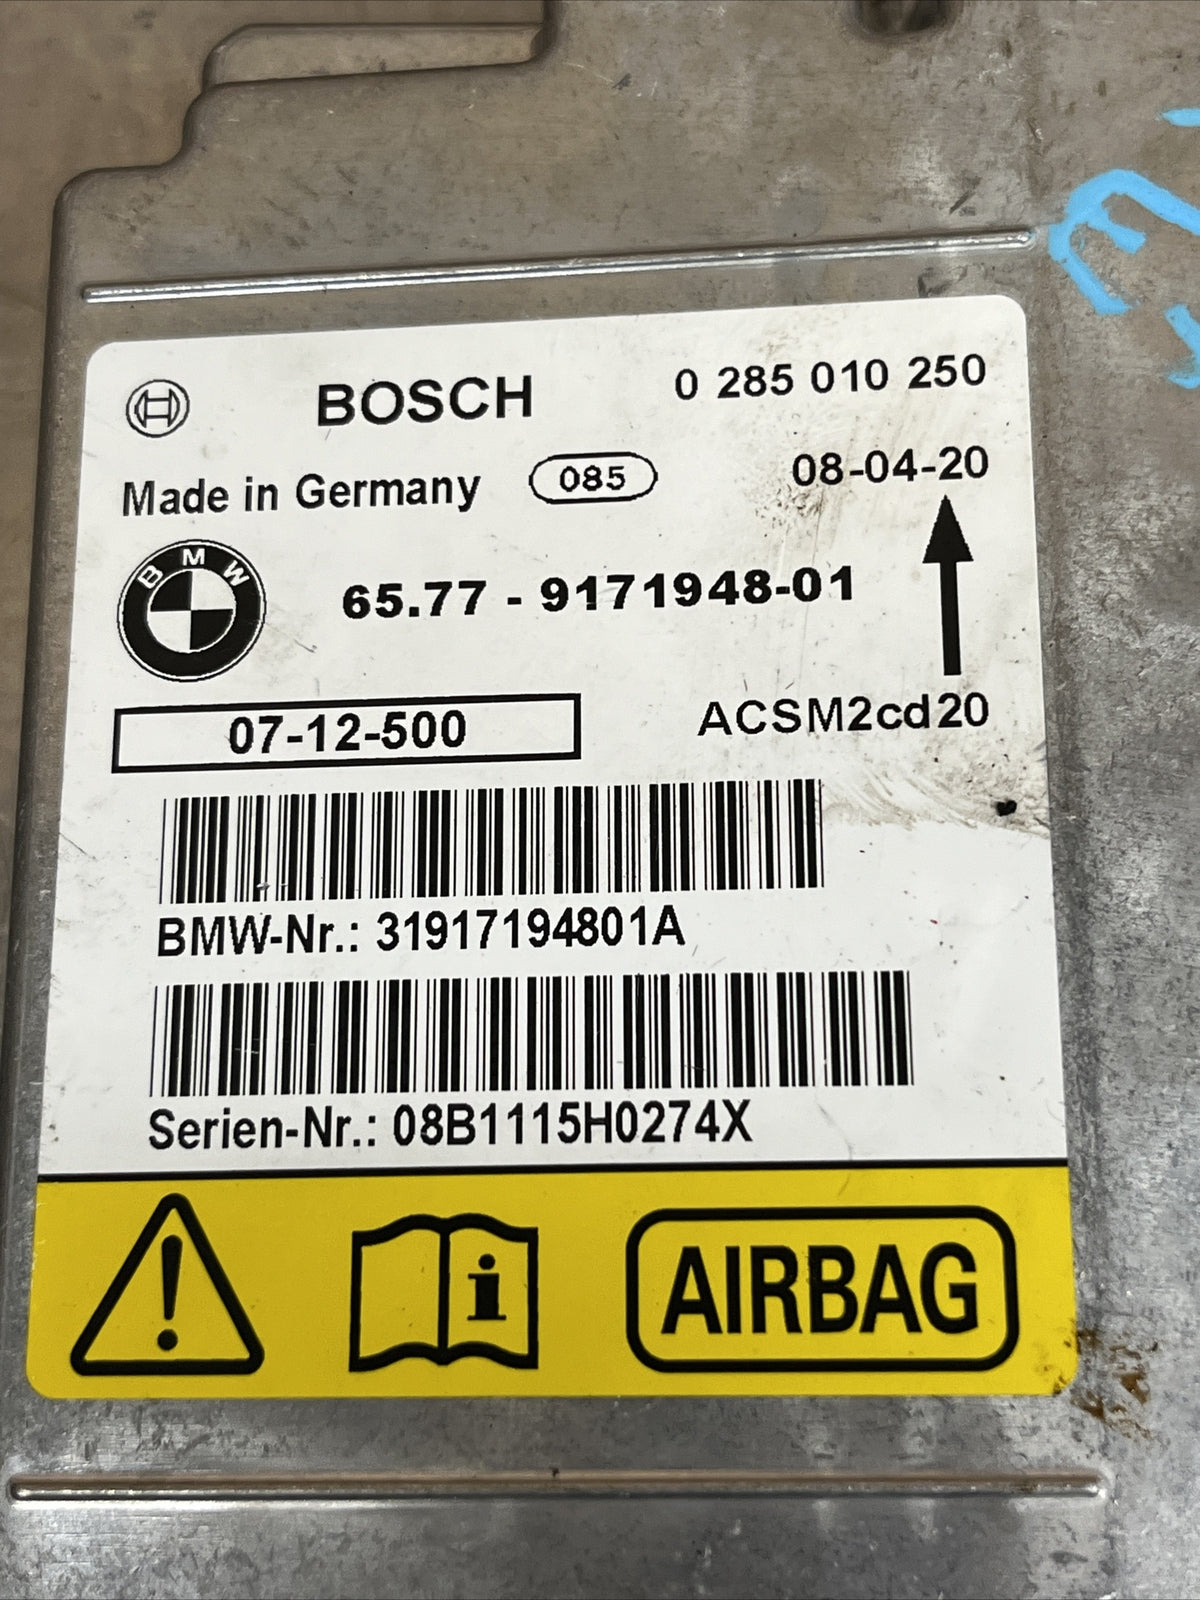 BOSCH 0 285 010 250
Made in Germany 085 08-04-20
BMW 65.77 - 9171948-01
07-12-500 ACSM2cd20
BMW-Nr.: 31917194801A
Serien-Nr.: 08B1115H0274X
! i AIRBAG